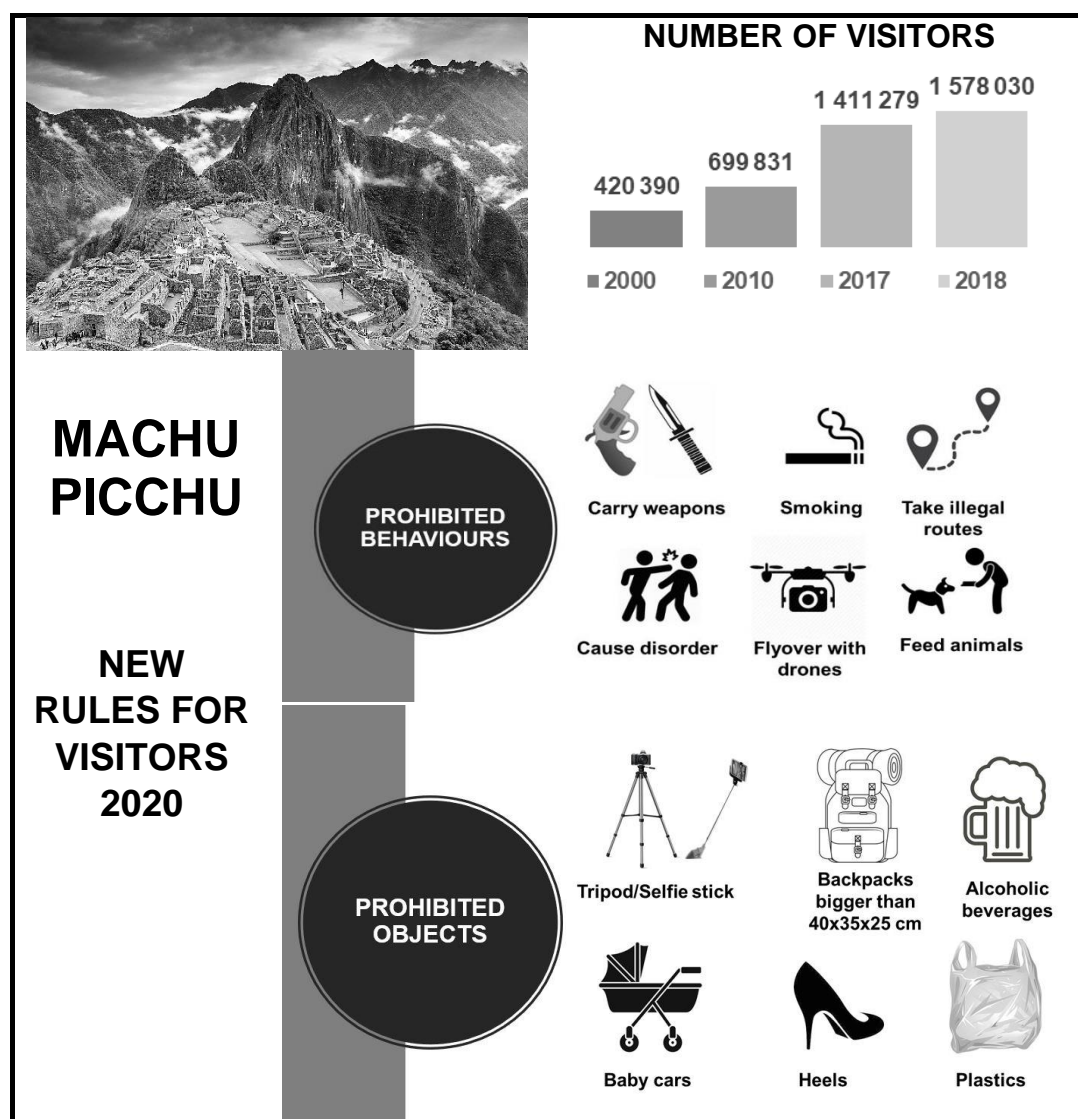 NUMBER OF VISITORS
1 578 030
1 411 279
699 831
420 390
2000
2010
2017
2018
MACHU
PICCHU
NEW
RULES FOR
VISITORS
2020
PROHIBITED
BEHAVIOURS
Carry weapons
Smoking
Take illegal
routes
Cause disorder
Flyover with
drones
Feed animals
PROHIBITED
OBJECTS
Tripod/Selfie stick
Backpacks
bigger than
40x35x25 cm
Alcoholic
beverages
Baby cars
Heels
Plastics